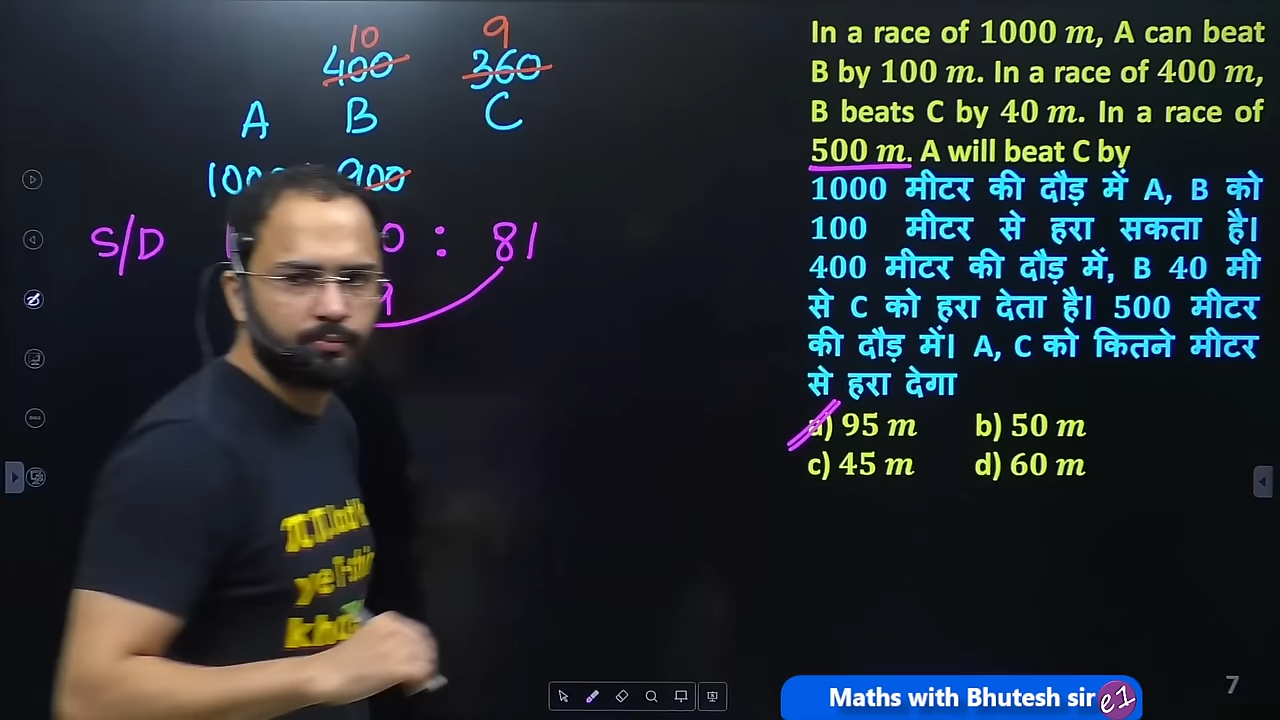 10 9
400 360
A B C
900
S/D : 81
In a race of 1000 m, A can beat
B by 100 m. In a race of 400 m,
B beats C by 40 m. In a race of
500 m. A will beat C by
1000 मीटर की दौड़ में A, B को
100 मीटर से हरा सकता है।
400 मीटर की दौड़ में, B 40 मी
से C को हरा देता है। 500 मीटर
की दौड़ में। A, C को कितने मीटर
से हरा देगा
a) 95 m b) 50 m
c) 45 m d) 60 m
Maths with Bhutesh sir e1
7